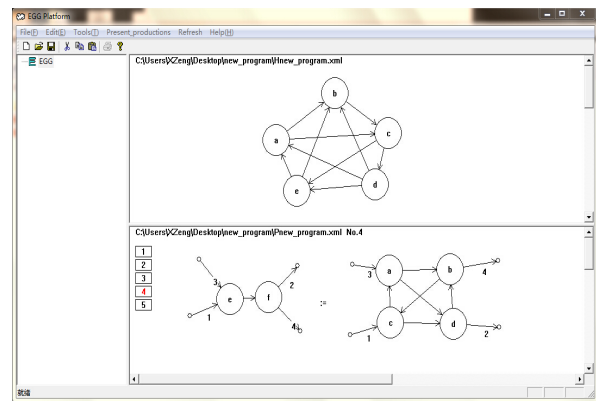 EGG Platform
File(F) Edit(E) Tools(T) Present_productions Refresh Help(H)
EGG
C:\Users\XZeng\Desktop\new_program\Hnew_program.xml
b
a
c
e
d
C:\Users\XZeng\Desktop\new_program\Pnew_program.xml No.4
1
2
3
4
5
3
e
f
1
2
4
:=
3
a
b
4
c
d
1
2
就绪